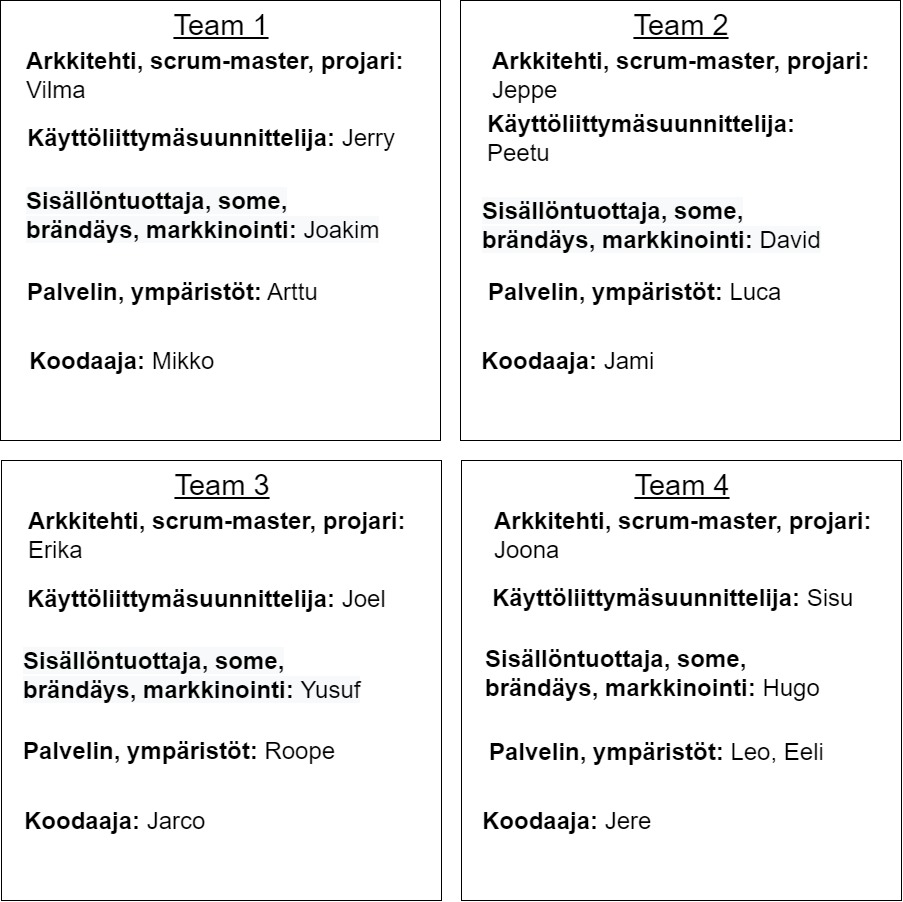 Team 1
Arkkitehti, scrum-master, projari:
Vilma
Käyttöliittymäsuunnittelija: Jerry
Sisällöntuottaja, some,
brändäys, markkinointi: Joakim
Palvelin, ympäristöt: Arttu
Koodaaja: Mikko
Team 2
Arkkitehti, scrum-master, projari:
Jeppe
Käyttöliittymäsuunnittelija:
Peetu
Sisällöntuottaja, some,
brändäys, markkinointi: David
Palvelin, ympäristöt: Luca
Koodaaja: Jami
Team 3
Arkkitehti, scrum-master, projari:
Erika
Käyttöliittymäsuunnittelija: Joel
Sisällöntuottaja, some,
brändäys, markkinointi: Yusuf
Palvelin, ympäristöt: Roope
Koodaaja: Jarco
Team 4
Arkkitehti, scrum-master, projari:
Joona
Käyttöliittymäsuunnittelija: Sisu
Sisällöntuottaja, some,
brändäys, markkinointi: Hugo
Palvelin, ympäristöt: Leo, Eeli
Koodaaja: Jere